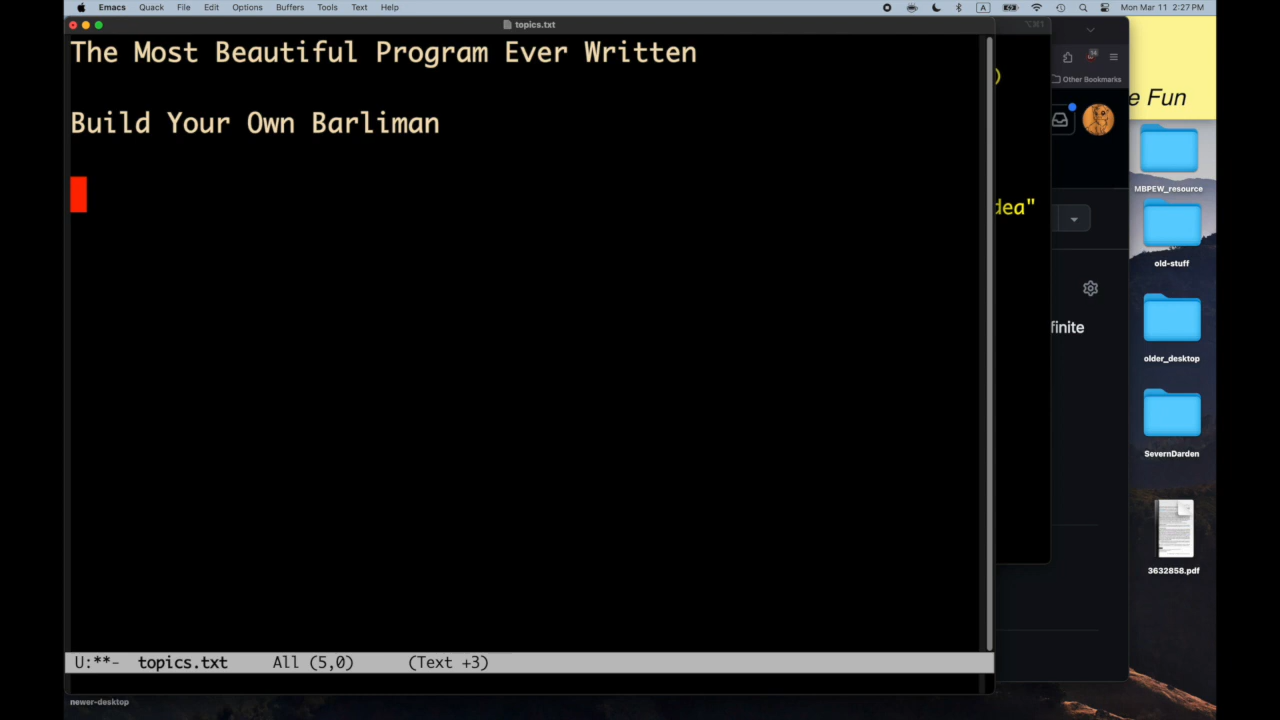 Emacs Quack File Edit Options Buffers Tools Text Help
A
Mon Mar 11 2:27 PM
topics.txt
⌥⌘1
The Most Beautiful Program Ever Written
Build Your Own Barliman
U:**- topics.txt All (5,0) (Text +3)
newer-desktop
)
dea"
14
Other Bookmarks
finite
e Fun
MBPEW_resource
old-stuff
older_desktop
SevernDarden
3632858.pdf